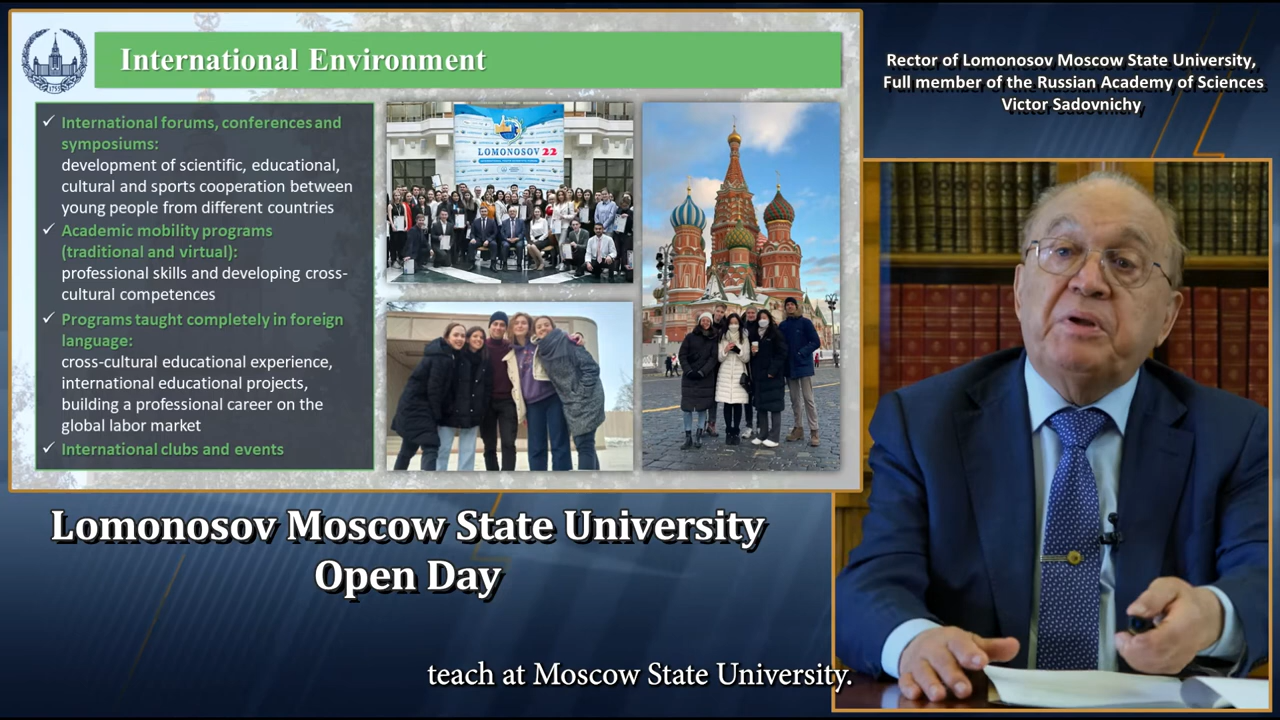 International Environment
1755
International forums, conferences and
symposiums:
development of scientific, educational,
cultural and sports cooperation between
young people from different countries
Academic mobility programs
(traditional and virtual):
professional skills and developing cross-
cultural competences
Programs taught completely in foreign
language:
cross-cultural educational experience,
international educational projects,
building a professional career on the
global labor market
International clubs and events
LOMONOSOV 22
Rector of Lomonosov Moscow State University,
Full member of the Russian Academy of Sciences
Victor Sadovnichy
Lomonosov Moscow State University
Open Day
teach at Moscow State University.